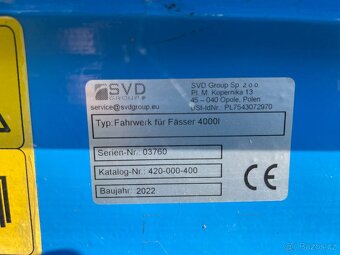 SVD
GROUP
service@svdgroup.eu
SVD Group Sp. z o.o.
Pl. M. Kopernika 13
45 – 040 Opole, Polen
USt-IdNr.: PL7543072970
Typ: Fahrwerk für Fässer 4000l
Serien-Nr.: 03760
Katalog-Nr.: 420-000-400
Baujahr: 2022
CE